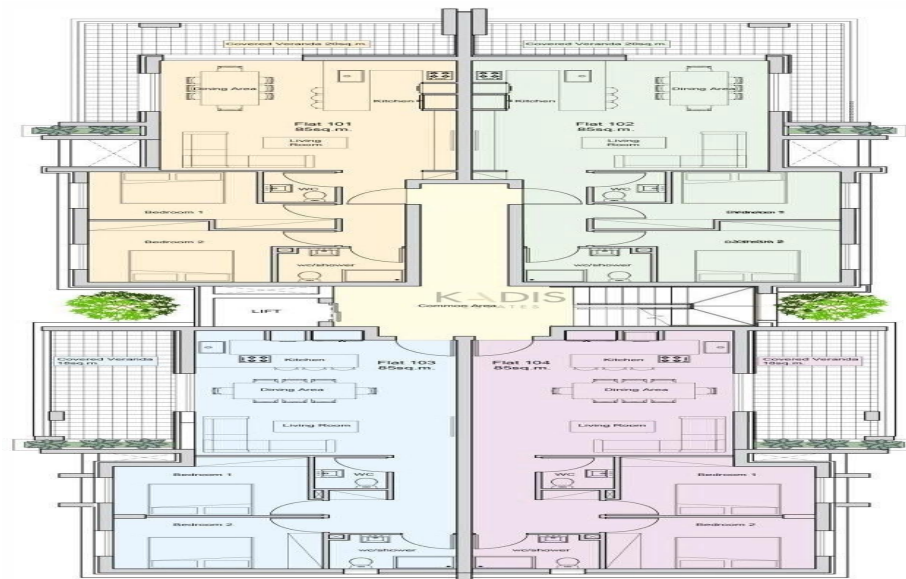 Covered Veranda 26sq.m.
Covered Veranda 26sq.m.
Dining Area
Kitchen
Flat 101
85sq.m.
Living
Room
WC
Bedroom 1
Bedroom 2
wc/shower
Kitchen
Dining Area
Flat 102
85sq.m.
Living
Room
WC
wc/shower
LIFT
Common Area
KADIS
Covered Veranda
16sq.m.
Kitchen
Flat 103
85sq.m.
Dining Area
Living Room
Bedroom 1
WC
Bedroom 2
wc/shower
Flat 104
85sq.m.
Kitchen
Dining Area
Living Room
Covered Veranda
16sq.m.
WC
Bedroom 1
Bedroom 2
wc/shower